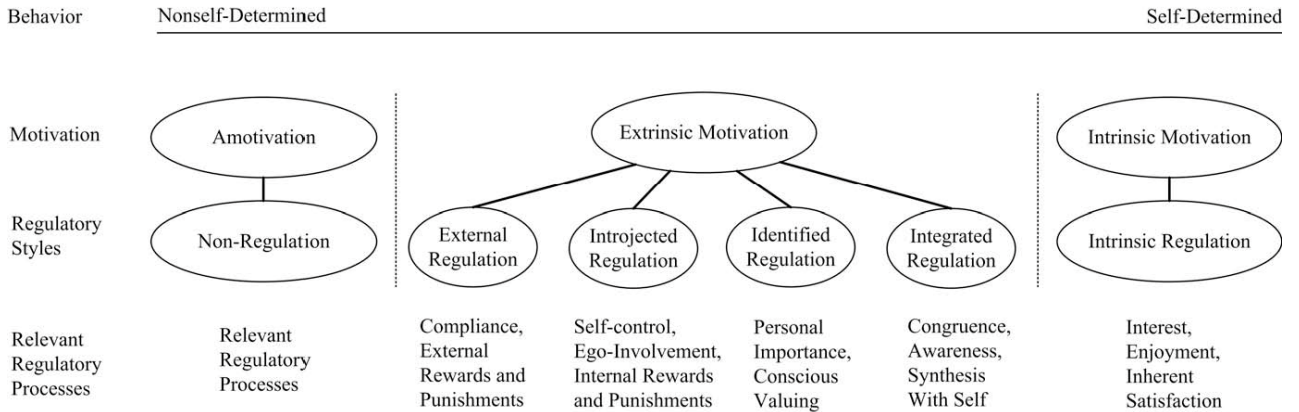 Behavior
Nonself-Determined
Self-Determined
Motivation
Amotivation
Extrinsic Motivation
Intrinsic Motivation
Regulatory
Styles
Non-Regulation
External
Regulation
Introjected
Regulation
Identified
Regulation
Integrated
Regulation
Intrinsic Regulation
Relevant
Regulatory
Processes
Relevant
Regulatory
Processes
Compliance,
External
Rewards and
Punishments
Self-control,
Ego-Involvement,
Internal Rewards
and Punishments
Personal
Importance,
Conscious
Valuing
Congruence,
Awareness,
Synthesis
With Self
Interest,
Enjoyment,
Inherent
Satisfaction